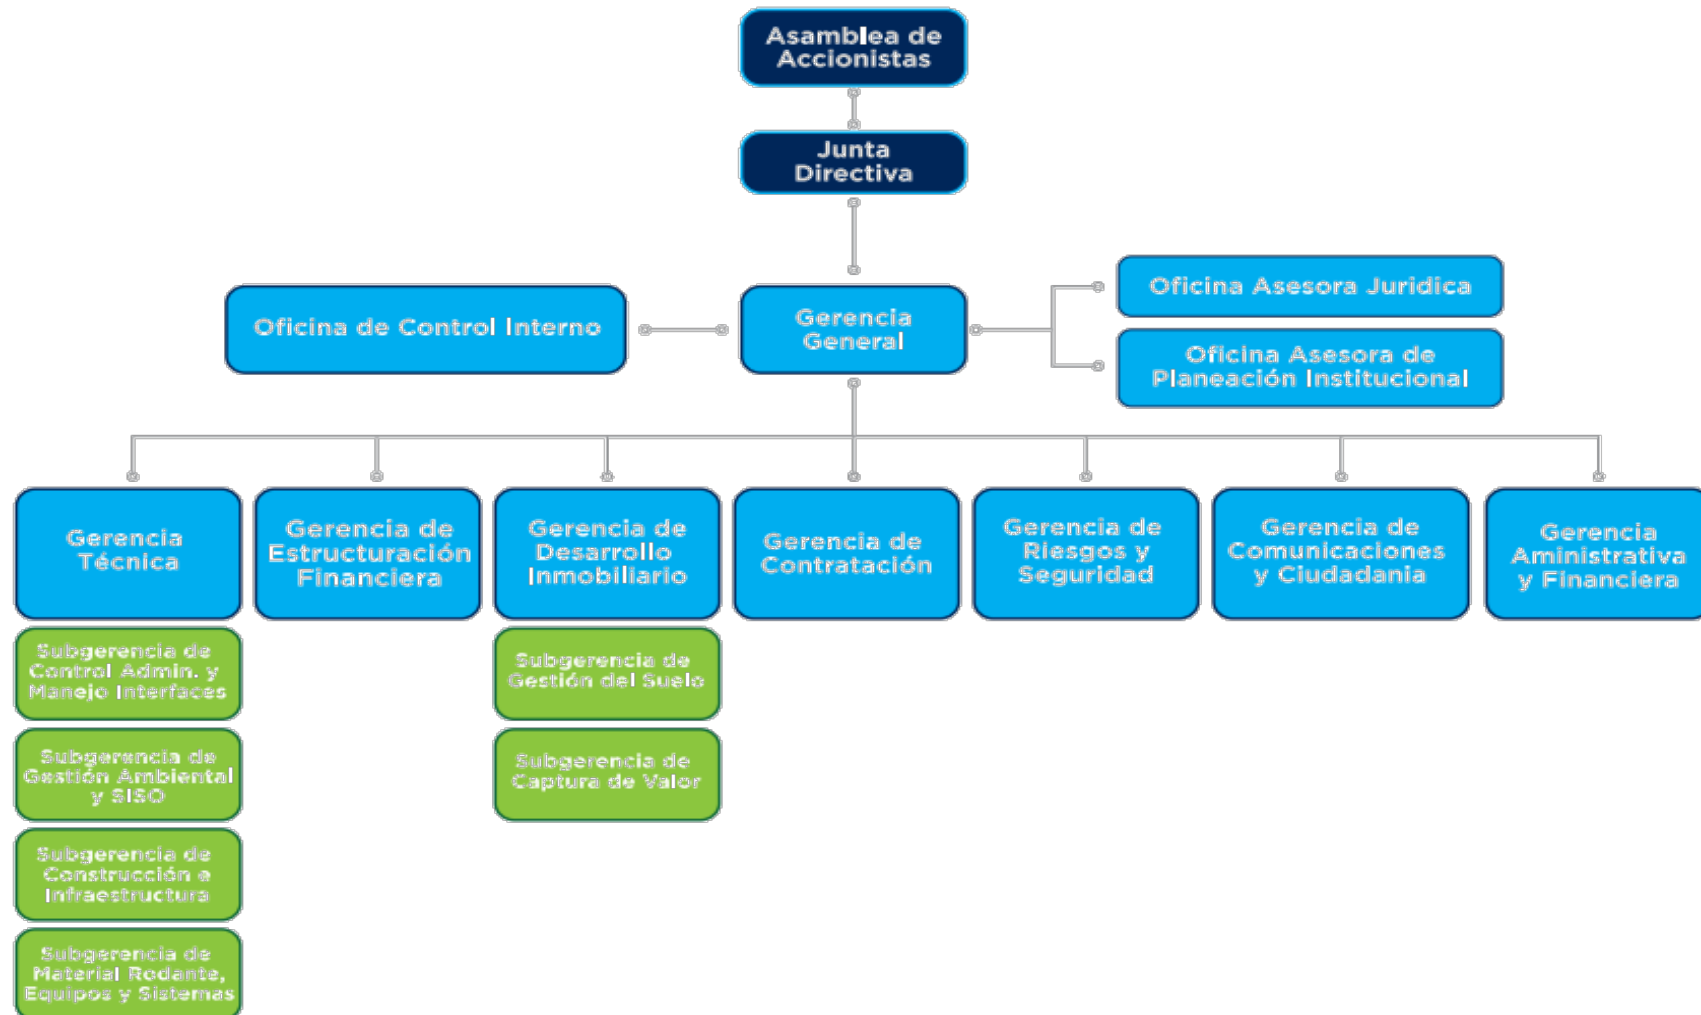 Asamblea de
Accionistas
Junta
Directiva
Oficina de Control Interno
Gerencia
General
Oficina Asesora Juridica
Oficina Asesora de
Planeación Institucional
Gerencia
Técnica
Gerencia de
Estructuración
Financiera
Gerencia de
Desarrollo
Inmobiliario
Gerencia de
Contratación
Gerencia de
Riesgos y
Seguridad
Gerencia de
Comunicaciones
y Ciudadania
Gerencia
Aministrativa
y Financiera
Subgerencia de
Control Admin. y
Manejo Interfaces
Subgerencia de
Gestión Ambiental
y SISO
Subgerencia de
Construcción e
Infraestructura
Subgerencia de
Material Rodante,
Equipos y Sistemas
Subgerencia de
Gestión del Suelo
Subgerencia de
Captura de Valor